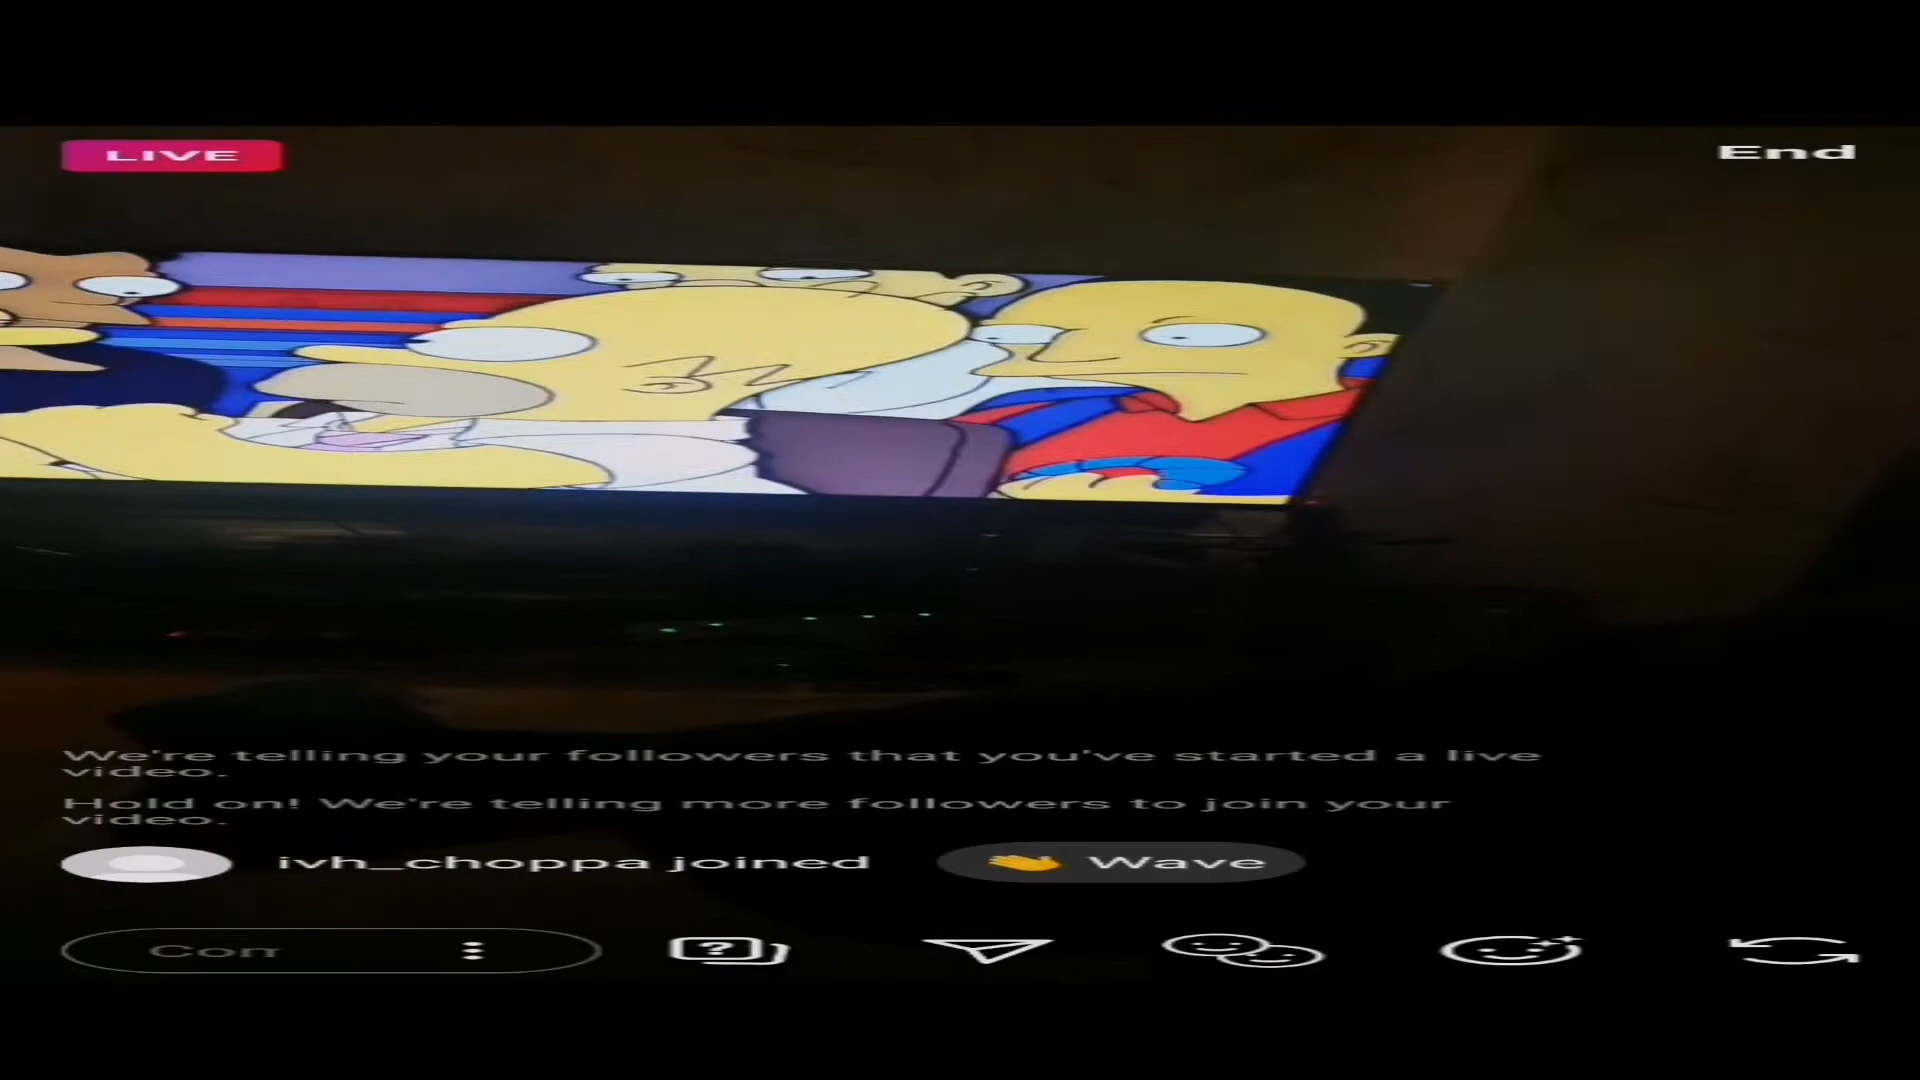 LIVE
End
We're telling your followers that you've started a live
video.
Hold on! We're telling more followers to join your
video.
ivh_choppa joined
Wave
Com